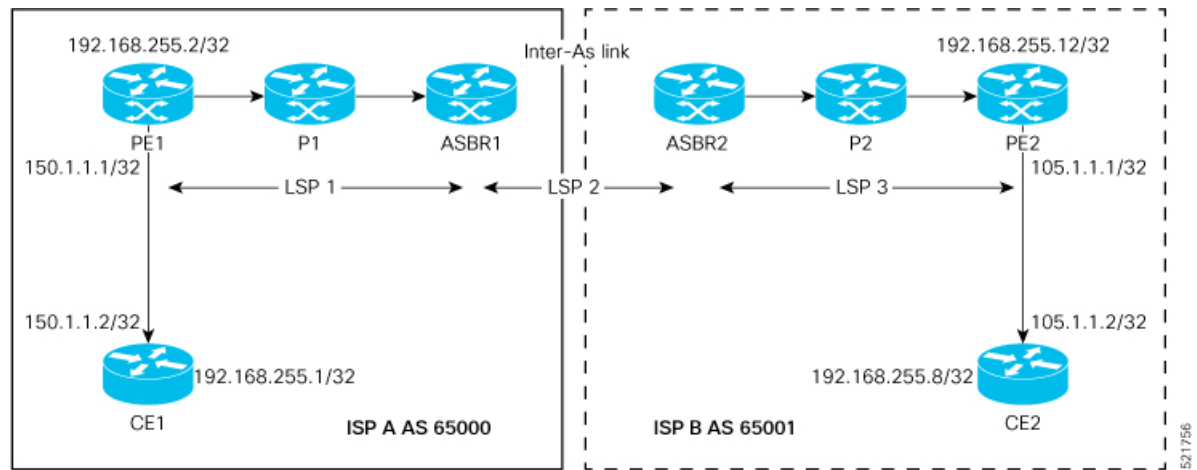 192.168.255.2/32
Inter-As link
192.168.255.12/32
PE1
P1
ASBR1
ASBR2
P2
PE2
150.1.1.1/32
105.1.1.1/32
LSP 1
LSP 2
LSP 3
150.1.1.2/32
105.1.1.2/32
192.168.255.1/32
192.168.255.8/32
CE1
ISP A AS 65000
ISP B AS 65001
CE2
521756